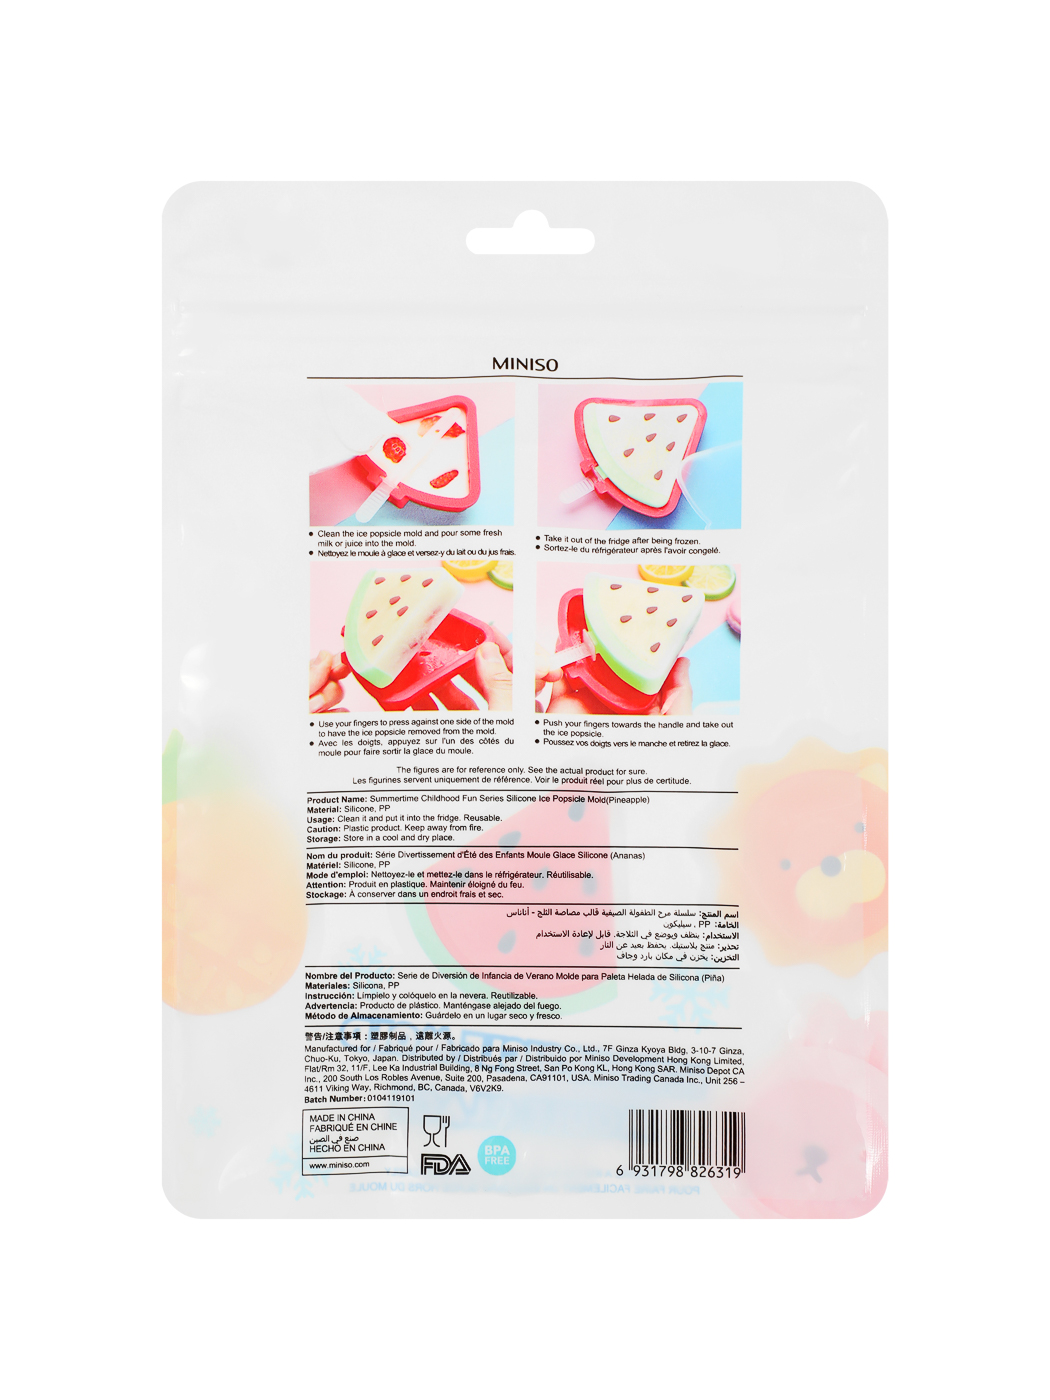 MINISO
● Clean the ice popsicle mold and pour some fresh
milk or juice into the mold.
● Nettoyez le moule à glace et versez-y du lait ou du jus frais.
● Take it out of the fridge after being frozen.
● Sortez-le du réfrigérateur après l'avoir congelé.
● Use your fingers to press against one side of the mold
to have the ice popsicle removed from the mold.
● Avec les doigts, appuyez sur l'un des côtés du
moule pour faire sortir la glace du moule.
● Push your fingers towards the handle and take out
the ice popsicle.
● Poussez vos doigts vers le manche et retirez la glace.
The figures are for reference only. See the actual product for sure.
Les figurines servent uniquement de référence. Voir le produit réel pour plus de certitude.
Product Name: Summertime Childhood Fun Series Silicone Ice Popsicle Mold(Pineapple)
Material: Silicone, PP
Usage: Clean it and put it into the fridge. Reusable.
Caution: Plastic product. Keep away from fire.
Storage: Store in a cool and dry place.
Nom du produit: Série Divertissement d'Été des Enfants Moule Glace Silicone (Ananas)
Matériel: Silicone, PP
Mode d'emploi: Nettoyez-le et mettez-le dans le réfrigérateur. Réutilisable.
Attention: Produit en plastique. Maintenir éloigné du feu.
Stockage: À conserver dans un endroit frais et sec.
اسم المنتج: سلسلة مرح الطفولة الصيفية قالب مصاصة الثلج - أناناس
الخامة: PP ، سيليكون
الاستخدام: ينظف ويوضع في الثلاجة. قابل لإعادة الاستخدام
تحذير: منتج بلاستيك. يحفظ بعيد عن النار
التخزين: يخزن في مكان بارد وجاف
Nombre del Producto: Serie de Diversión de Infancia de Verano Molde para Paleta Helada de Silicona (Piña)
Materiales: Silicona, PP
Instrucción: Límpielo y colóquelo en la nevera. Reutilizable.
Advertencia: Producto de plástico. Manténgase alejado del fuego.
Método de Almacenamiento: Guárdelo en un lugar seco y fresco.
警告/注意事項：塑膠制品，遠離火源。
Manufactured for / Fabriqué pour / Fabricado para Miniso Industry Co., Ltd., 7F Ginza Kyoya Bldg, 3-10-7 Ginza,
Chuo-Ku, Tokyo, Japan. Distributed by / Distribués par / Distribuido por Miniso Development Hong Kong Limited,
Flat/Rm 32, 11/F, Lee Ka Industrial Building, 8 Ng Fong Street, San Po Kong KL, Hong Kong SAR. Miniso Depot CA
Inc., 200 South Los Robles Avenue, Suite 200, Pasadena, CA91101, USA. Miniso Trading Canada Inc., Unit 256 –
4611 Viking Way, Richmond, BC, Canada, V6V2K9.
Batch Number: 0104119101
MADE IN CHINA
FABRIQUÉ EN CHINE
صنع في الصين
HECHO EN CHINA
www.miniso.com
FDA
BPA
FREE
6 931798 826319